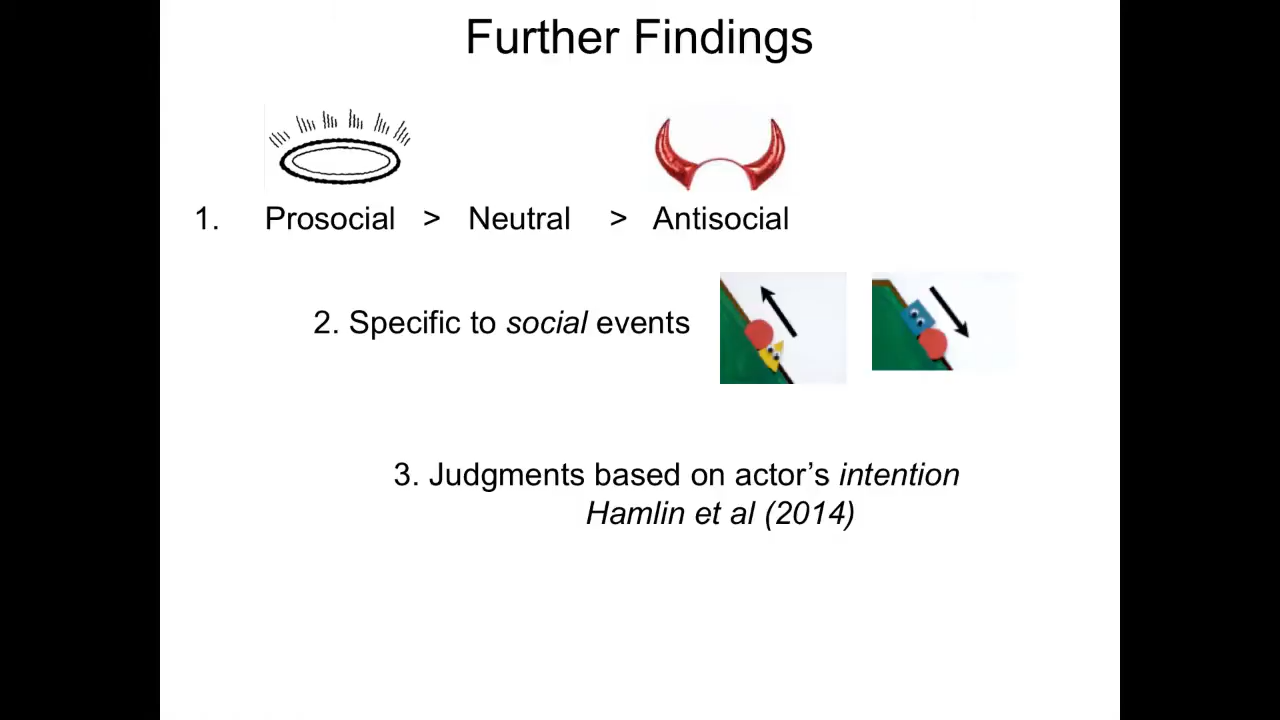 Further Findings
1. Prosocial > Neutral > Antisocial
2. Specific to social events
3. Judgments based on actor’s intention
Hamlin et al (2014)